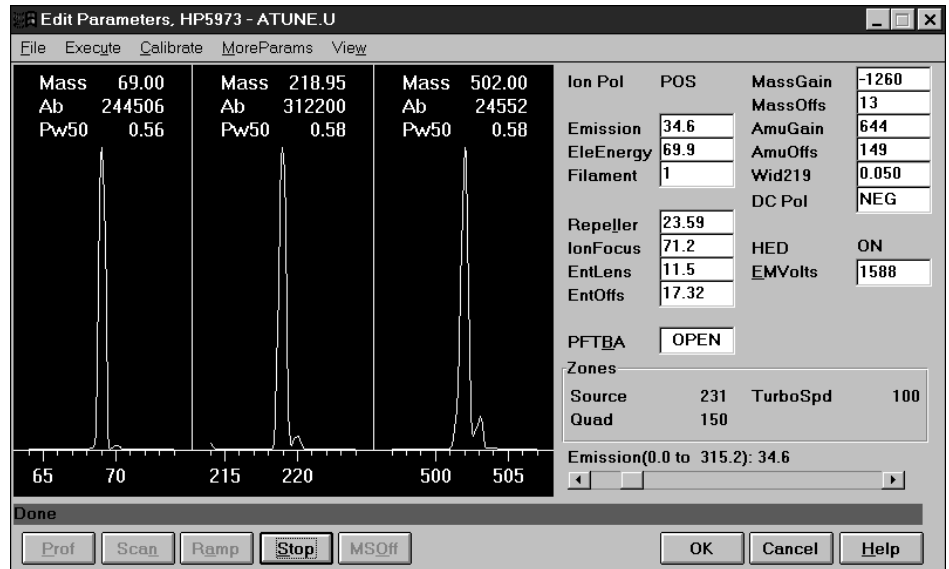 Edit Parameters, HP5973 - ATUNE.U
File Execute Calibrate MoreParams View
Mass 69.00
Ab 244506
Pw50 0.56
Mass 218.95
Ab 312200
Pw50 0.58
Mass 502.00
Ab 24552
Pw50 0.58
65 70
215 220
500 505
Ion Pol POS
Emission 34.6
EleEnergy 69.9
Filament 1
Repeller 23.59
IonFocus 71.2
EntLens 11.5
EntOffs 17.32
PFTBA OPEN
MassGain -1260
MassOffs 13
AmuGain 644
AmuOffs 149
Wid219 0.050
DC Pol NEG
HED ON
EMVolts 1588
Zones
Source 231 TurboSpd 100
Quad 150
Emission(0.0 to 315.2): 34.6
Done
Prof Scan Ramp Stop MSOff OK Cancel Help